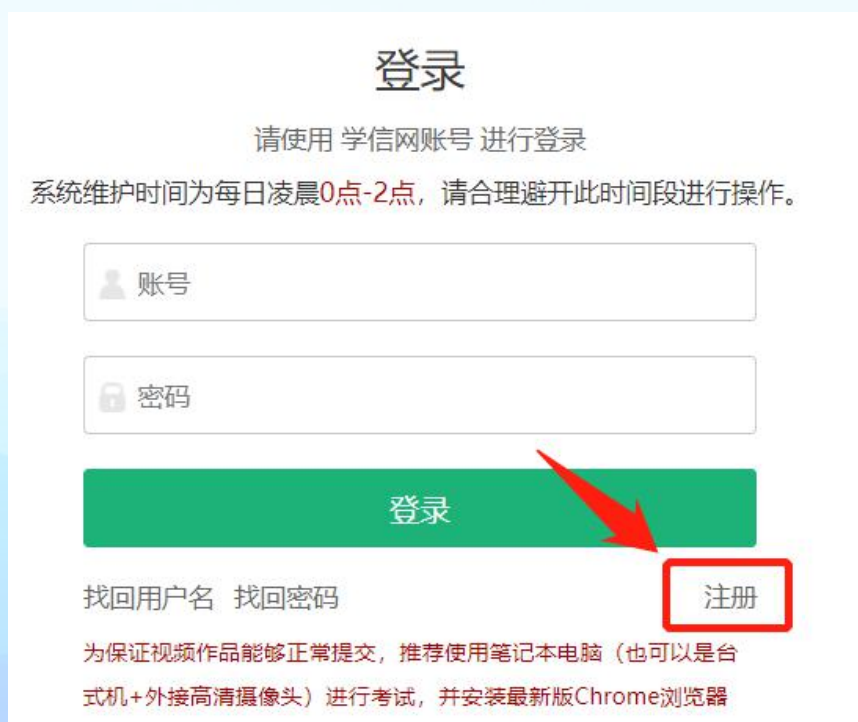 登录
请使用 学信网账号 进行登录
系统维护时间为每日凌晨0点-2点，请合理避开此时间段进行操作。
账号
密码
登录
找回用户名 找回密码 注册
为保证视频作品能够正常提交，推荐使用笔记本电脑（也可以是台
式机+外接高清摄像头）进行考试，并安装最新版Chrome浏览器